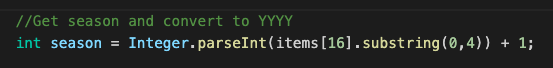 //Get season and convert to YYYY
int season = Integer.parseInt(items[16].substring(0,4)) + 1;